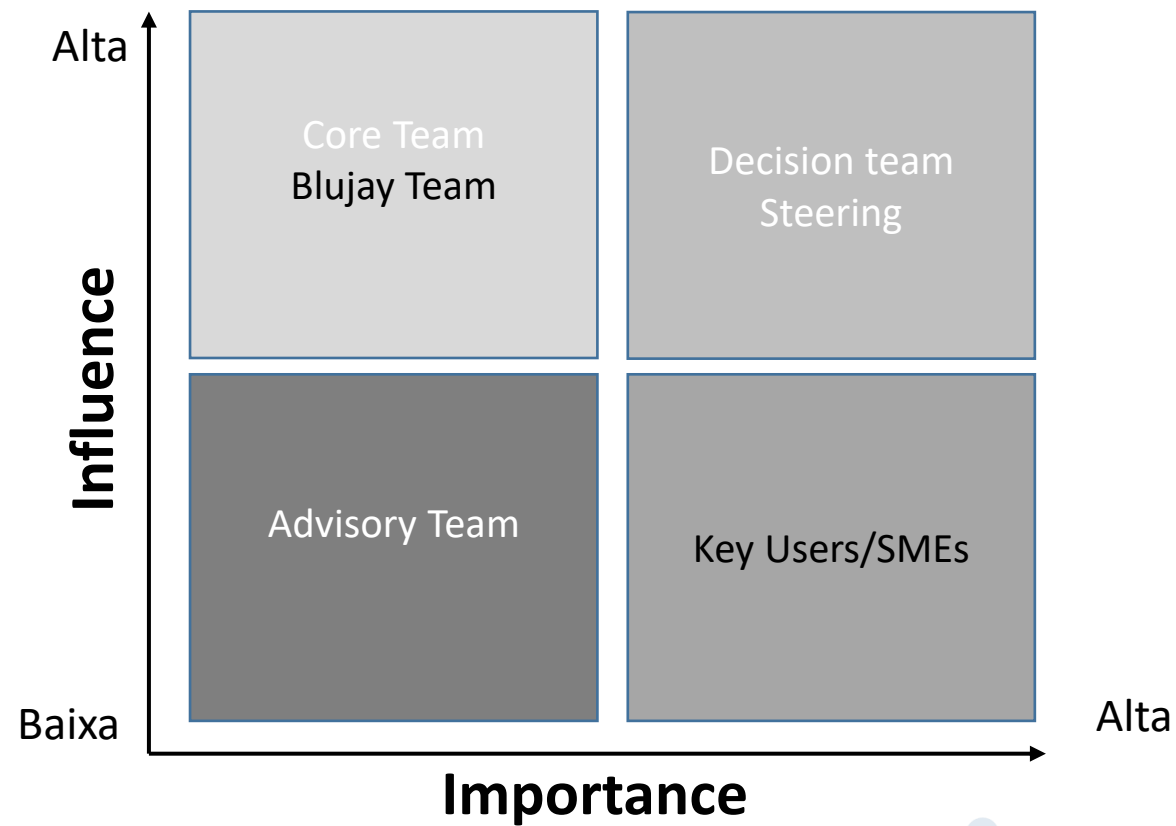 Alta
Core Team
Blujay Team
Decision team
Steering
Influence
Advisory Team
Key Users/SMEs
Baixa
Alta
Importance